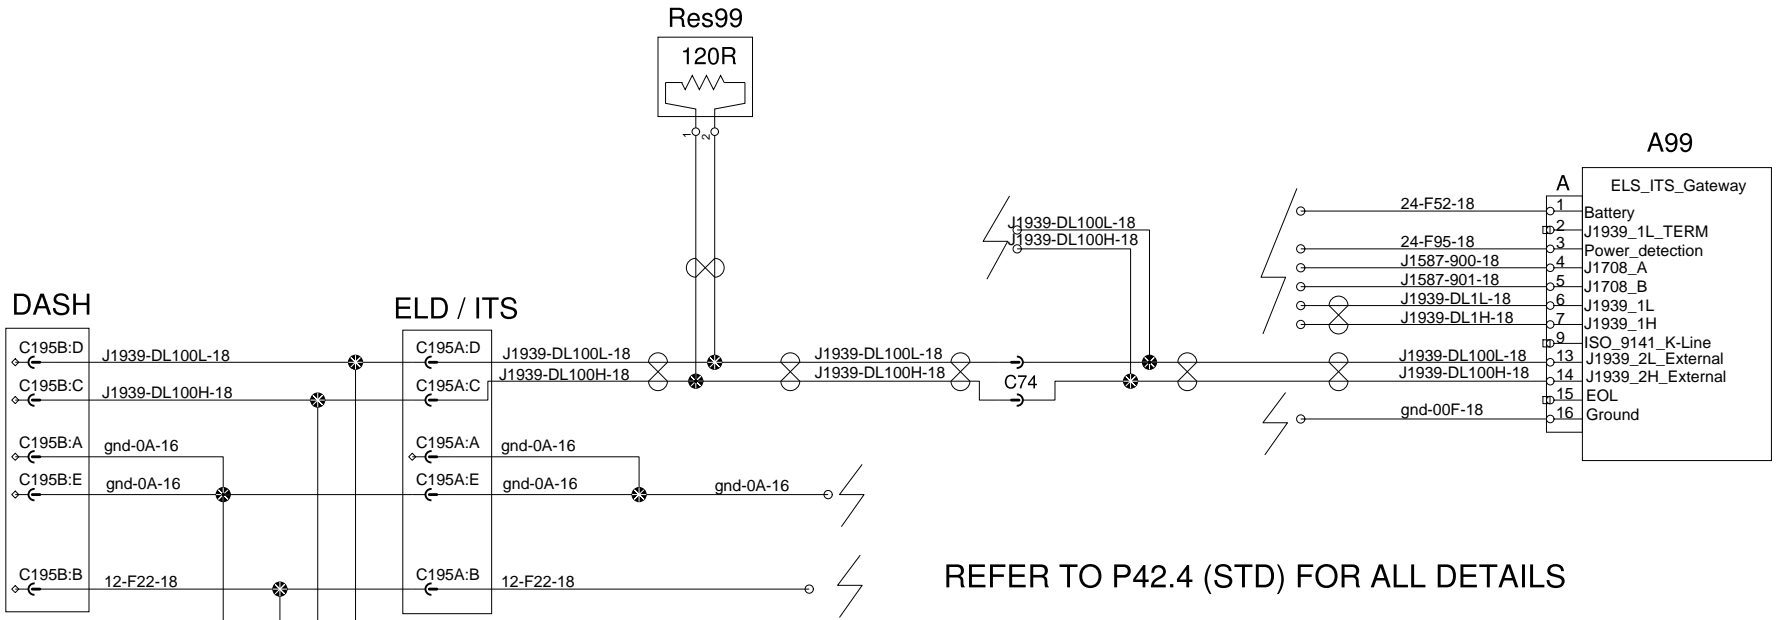 Res99
120R
1
2
A99
A
ELS_ITS_Gateway
24-F52-18
1
Battery
2
J1939_1L_TERM
24-F95-18
3
Power_detection
J1587-900-18
4
J1708_A
J1587-901-18
5
J1708_B
J1939-DL1L-18
6
J1939_1L
J1939-DL1H-18
7
J1939_1H
9
ISO_9141_K-Line
J1939-DL100L-18
13
J1939_2L_External
J1939-DL100H-18
14
J1939_2H_External
15
EOL
gnd-00F-18
16
Ground
J1939-DL100L-18
J1939-DL100H-18
DASH
ELD / ITS
C195B:D
J1939-DL100L-18
C195A:D
J1939-DL100L-18
J1939-DL100L-18
C195B:C
J1939-DL100H-18
C195A:C
J1939-DL100H-18
J1939-DL100H-18
C74
C195B:A
gnd-0A-16
C195A:A
gnd-0A-16
C195B:E
gnd-0A-16
C195A:E
gnd-0A-16
gnd-0A-16
C195B:B
12-F22-18
C195A:B
12-F22-18
REFER TO P42.4 (STD) FOR ALL DETAILS